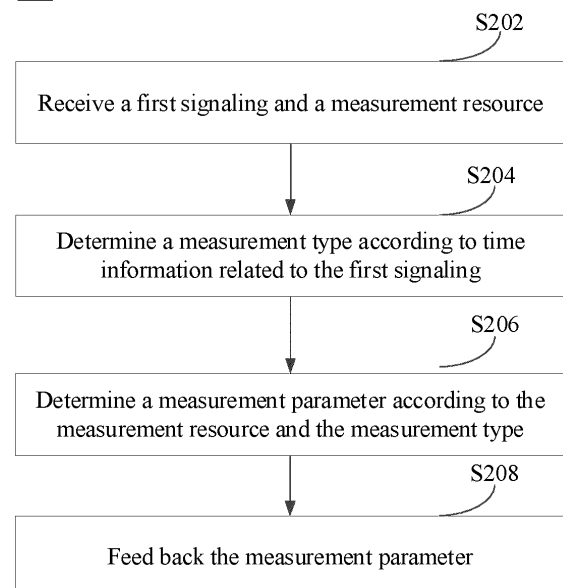 S202
Receive a first signaling and a measurement resource
S204
Determine a measurement type according to time
information related to the first signaling
S206
Determine a measurement parameter according to the
measurement resource and the measurement type
S208
Feed back the measurement parameter